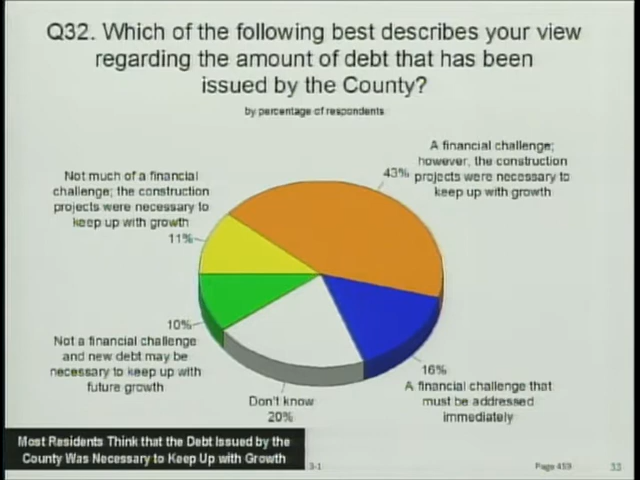 Q32. Which of the following best describes your view
regarding the amount of debt that has been
issued by the County?
by percentage of respondents
A financial challenge;
however, the construction
43% projects were necessary to
keep up with growth
Not much of a financial
challenge; the construction
projects were necessary to
keep up with growth
11%
10%
Not a financial challenge
and new debt may be
necessary to keep up with
future growth
Don't know
20%
16%
A financial challenge that
must be addressed
immediately
Most Residents Think that the Debt Issued by the
County Was Necessary to Keep Up with Growth
3-1
Page 459
33